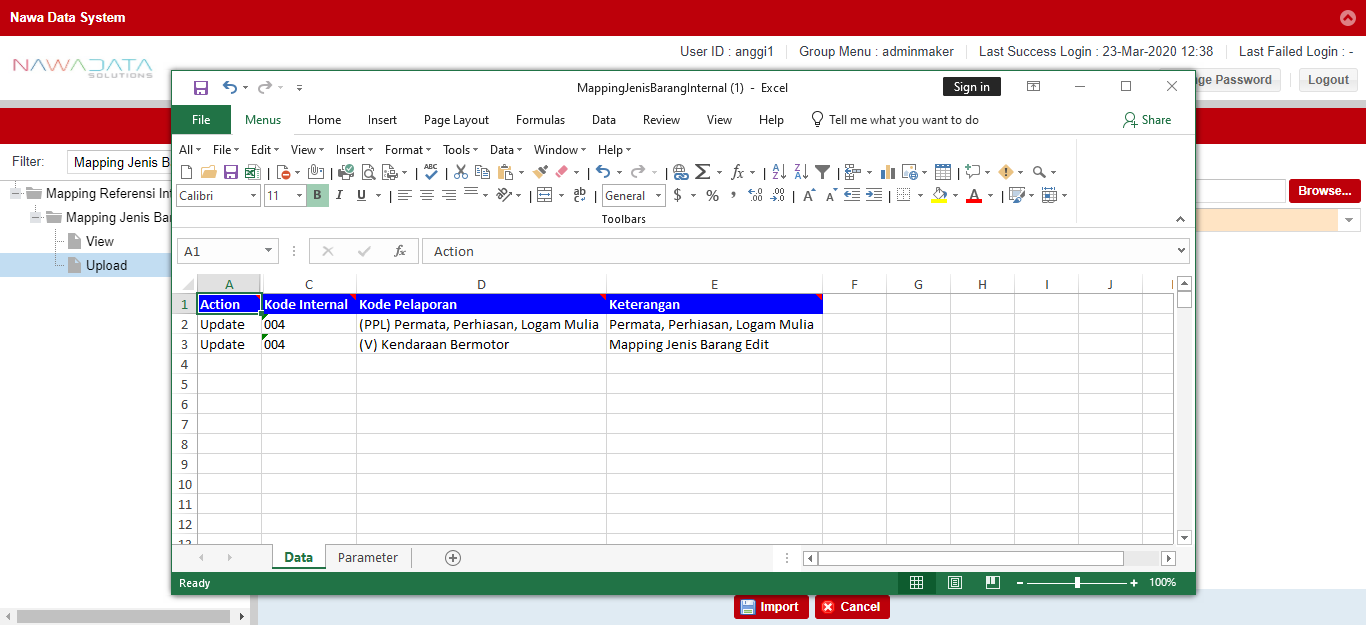 Nawa Data System
User ID : anggi1 Group Menu : adminmaker Last Success Login : 23-Mar-2020 12:38 Last Failed Login : -
NAWADATA
SOLUTIONS
ge Password Logout
MappingJenisBarangInternal (1) - Excel
Sign in
File Menus Home Insert Page Layout Formulas Data Review View Help Tell me what you want to do Share
All File Edit View Insert Format Tools Data Window Help
Calibri 11 B I U ab General $ % , fx
Toolbars
Filter: Mapping Jenis B
Browse...
Mapping Referensi Int
Mapping Jenis Bar
View
Upload
A1 fx Action
A C D E F G H I J
1 Action Kode Internal Kode Pelaporan Keterangan
2 Update 004 (PPL) Permata, Perhiasan, Logam Mulia Permata, Perhiasan, Logam Mulia
3 Update 004 (V) Kendaraan Bermotor Mapping Jenis Barang Edit
4
5
6
7
8
9
10
11
12
Data Parameter
Ready 100%
Import Cancel